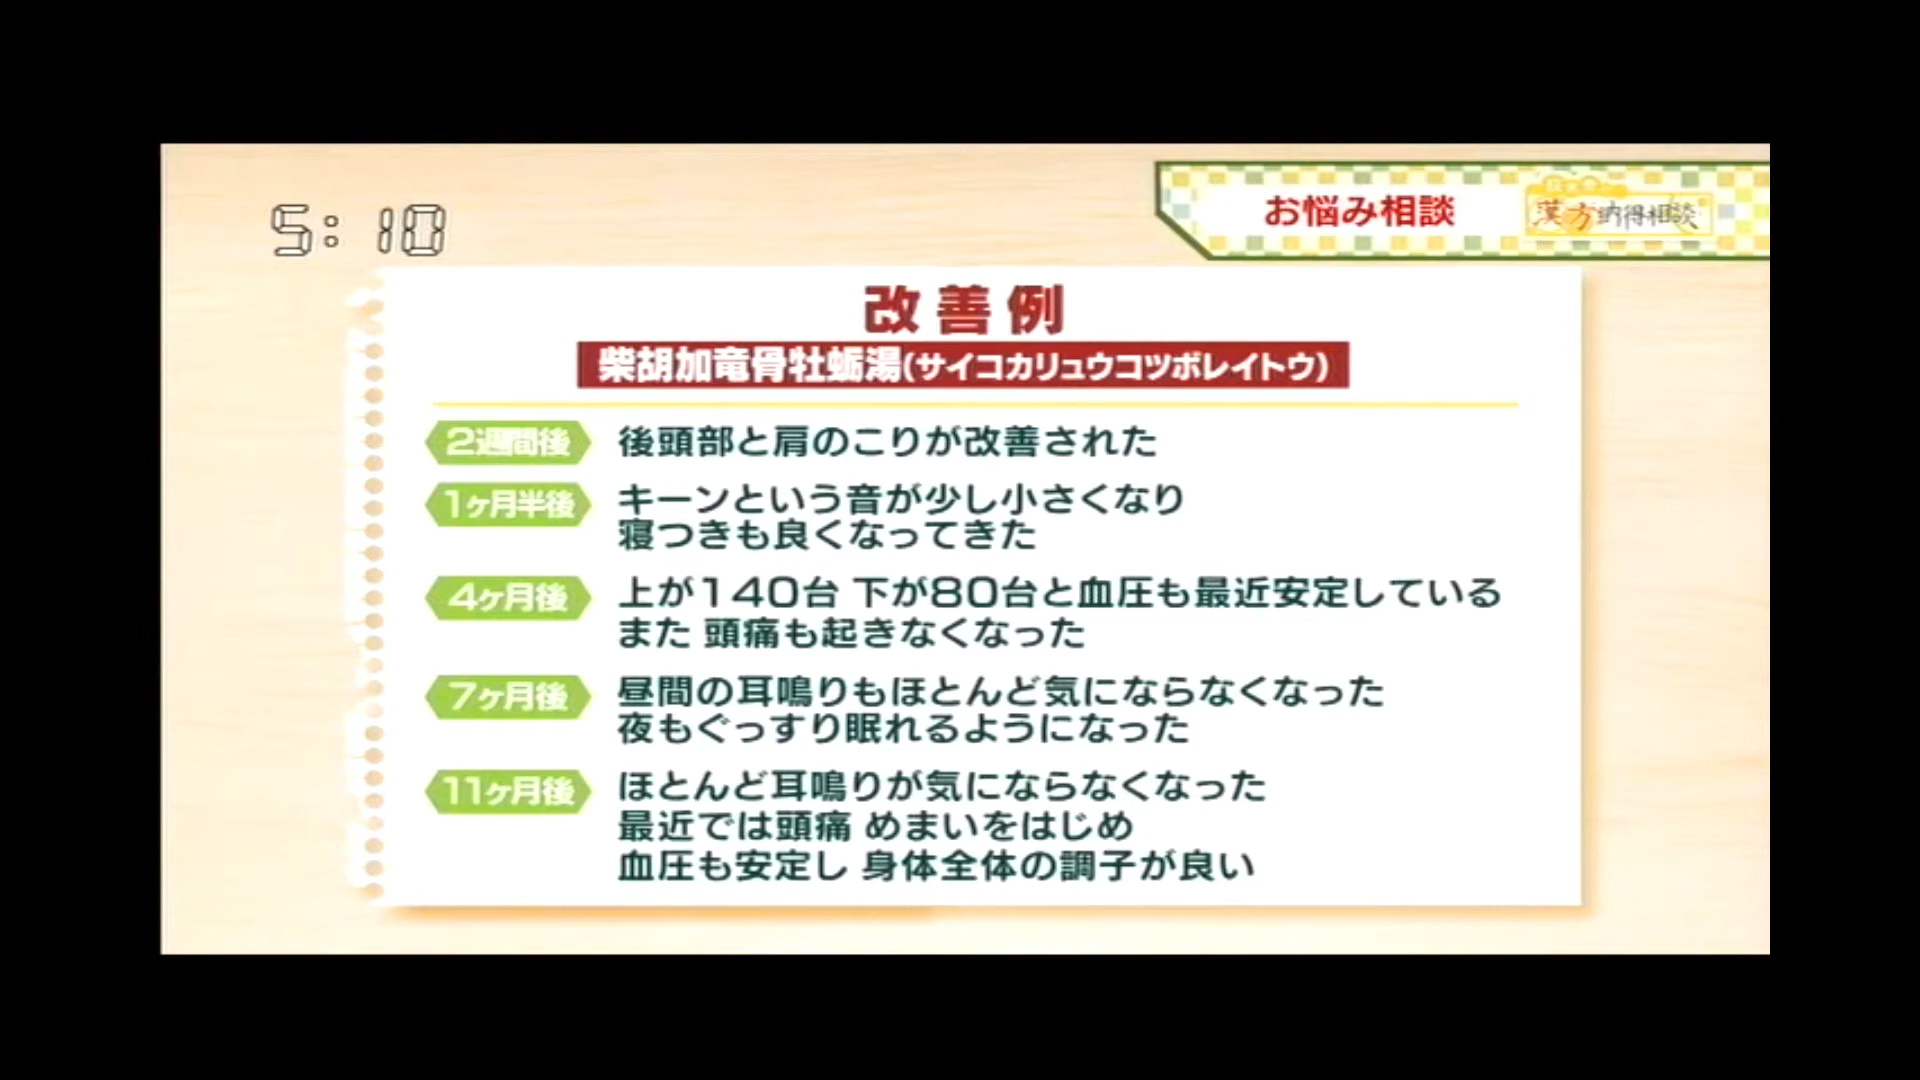 5:10
お悩み相談
漢方納得相談
改善例
柴胡加竜骨牡蛎湯(サイコカリュウコツボレイトウ)
2週間後 後頭部と肩のこりが改善された
1ヶ月半後 キーンという音が少し小さくなり
寝つきも良くなってきた
4ヶ月後 上が140台 下が80台と血圧も最近安定している
また 頭痛も起きなくなった
7ヶ月後 昼間の耳鳴りもほとんど気にならなくなった
夜もぐっすり眠れるようになった
11ヶ月後 ほとんど耳鳴りが気にならなくなった
最近では頭痛 めまいをはじめ
血圧も安定し 身体全体の調子が良い